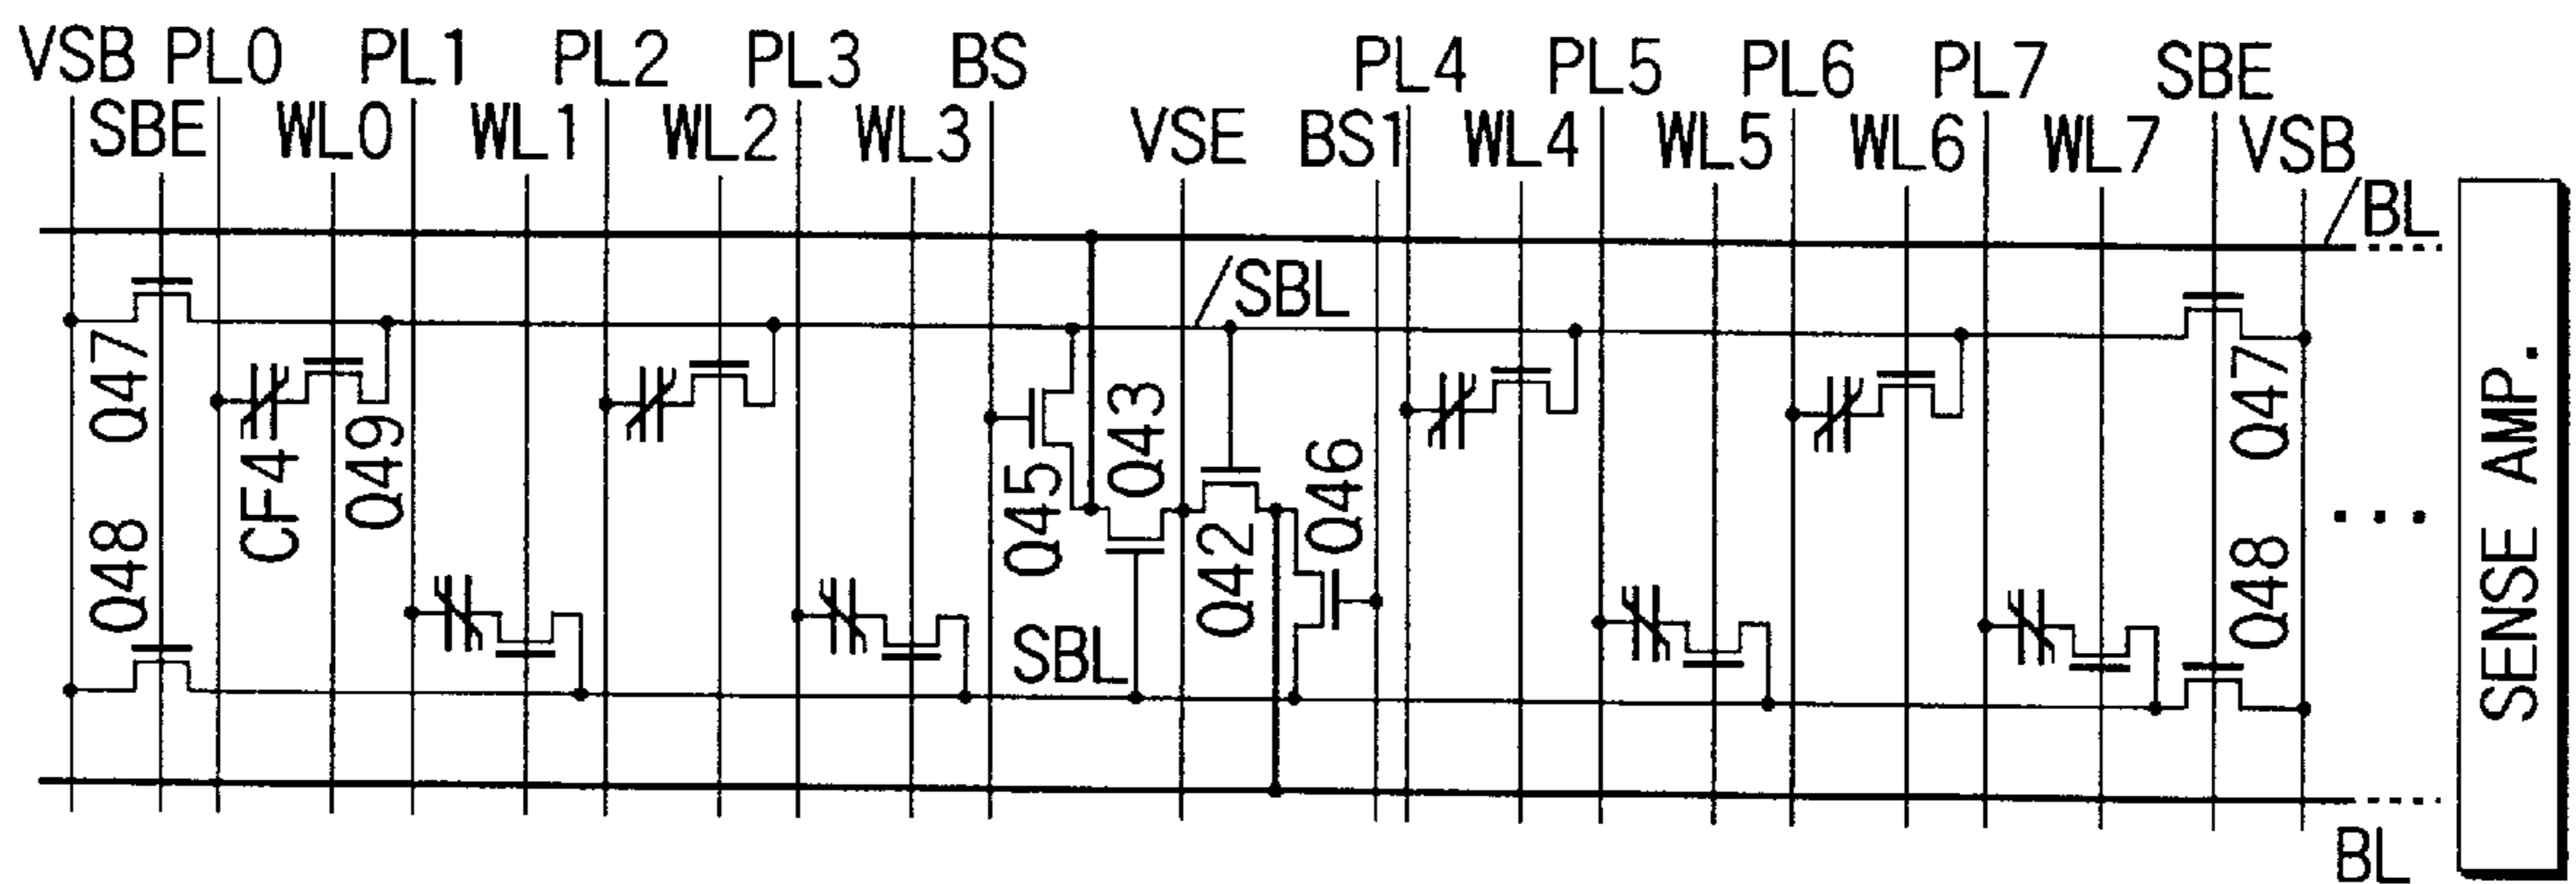 VSB PL0 PL1 PL2 PL3 BS PL4 PL5 PL6 PL7 SBE
SBE WL0 WL1 WL2 WL3 VSE BS1 WL4 WL5 WL6 WL7 VSB
/BL
/SBL
Q47
CF4
Q49
Q45
Q43
Q42
Q46
Q47
Q48
SBL
Q48
SENSE AMP.
BL